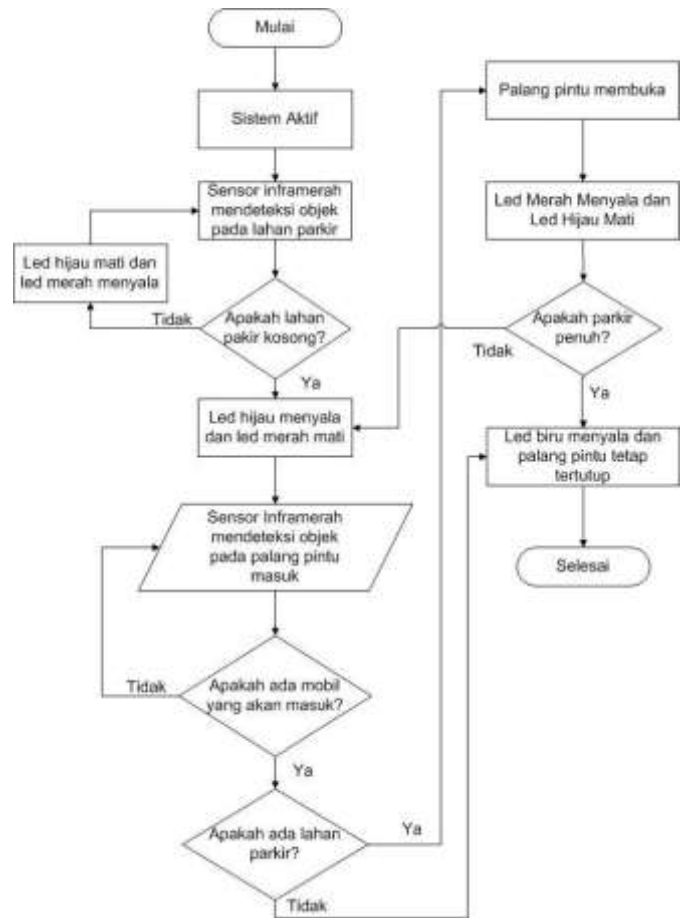 Mulai
Sistem Aktif
Sensor inframerah
mendeteksi objek
pada lahan parkir
Led hijau mati dan
led merah menyala
Tidak
Apakah lahan
pakir kosong?
Ya
Led hijau menyala
dan led merah mati
Sensor Inframerah
mendeteksi objek
pada palang pintu
masuk
Tidak
Apakah ada mobil
yang akan masuk?
Ya
Apakah ada lahan
parkir?
Ya
Tidak
Palang pintu membuka
Led Merah Menyala dan
Led Hijau Mati
Apakah parkir
penuh?
Tidak
Ya
Led biru menyala dan
palang pintu tetap
tertutup
Selesai